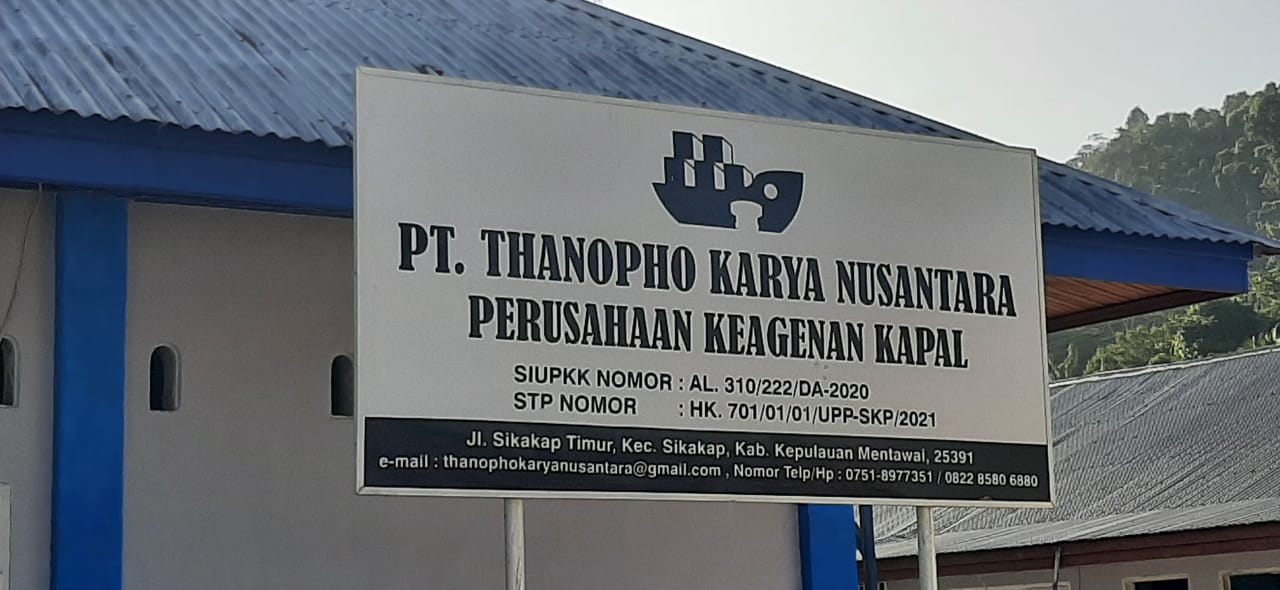 PT. THANOPHO KARYA NUSANTARA
PERUSAHAAN KEAGENAN KAPAL
SIUPKK NOMOR : AL. 310/222/DA-2020
STP NOMOR : HK. 701/01/01/UPP-SKP/2021
Jl. Sikakap Timur, Kec. Sikakap, Kab. Kepulauan Mentawai, 25391
e-mail : thanophokaryanusantara@gmail.com , Nomor Telp/Hp : 0751-8977351 / 0822 8580 6880